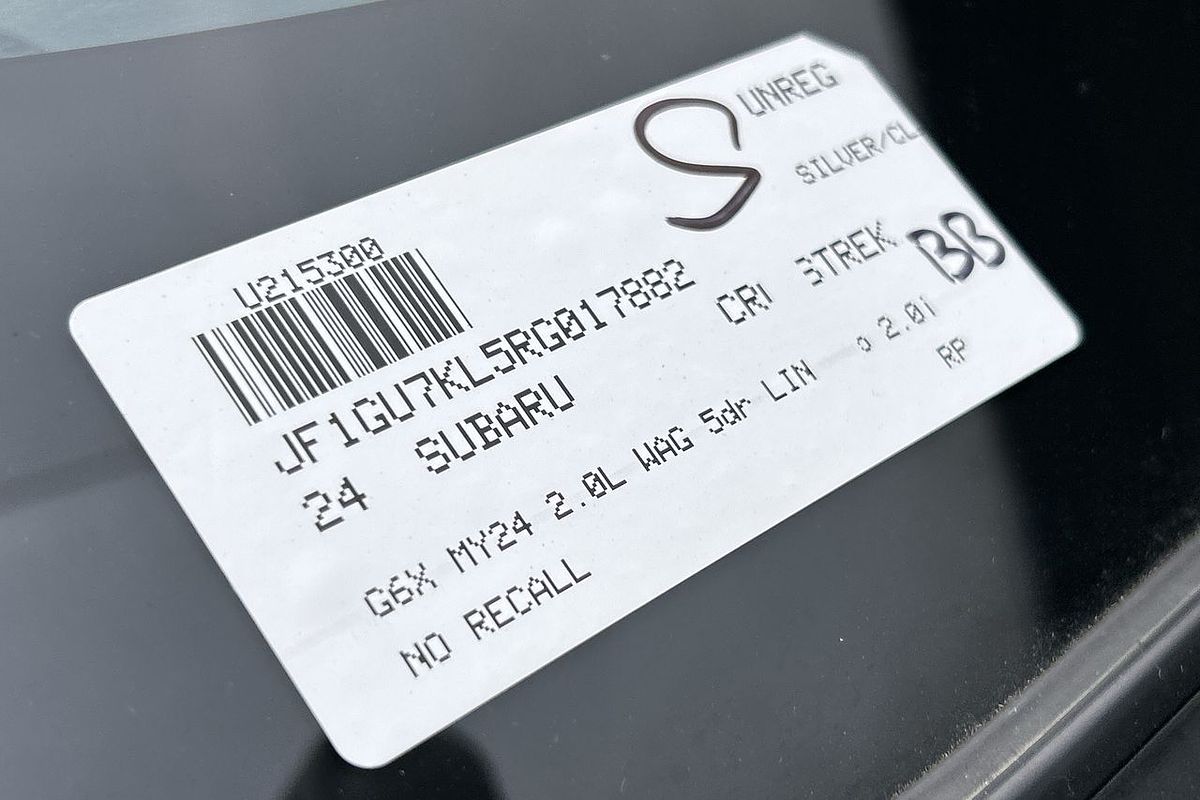 S UNREG
SILVER/CL
U215300
JF1GU7KL5RG017882
24 SUBARU STREK BB
G6X MY24 2.0L WAG 5dr LIN 2.0i
NO RECALL RP